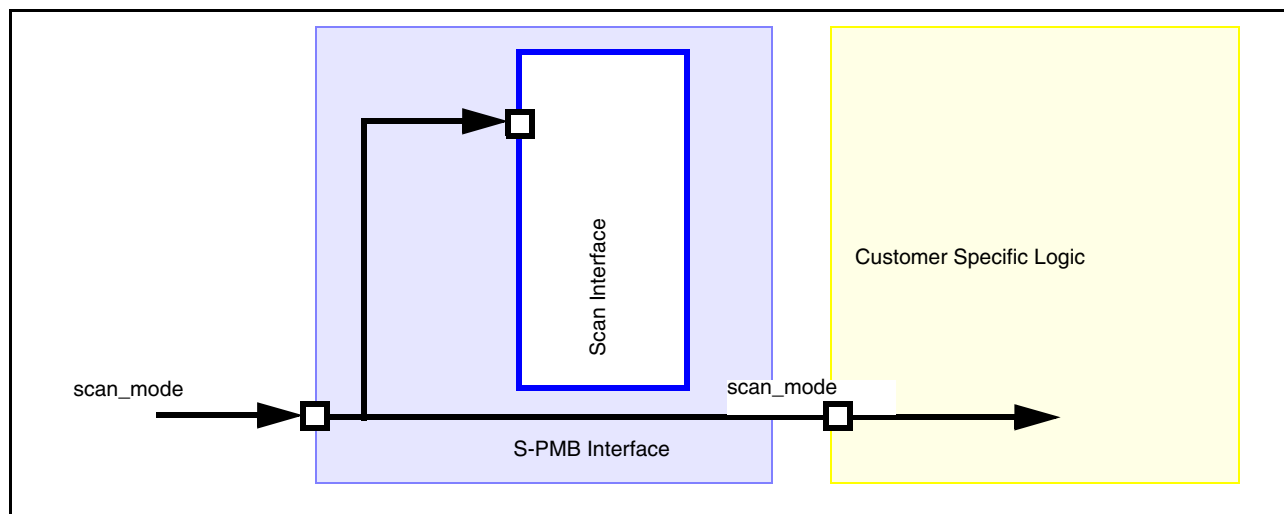 Scan Interface
Customer Specific Logic
scan_mode
scan_mode
S-PMB Interface